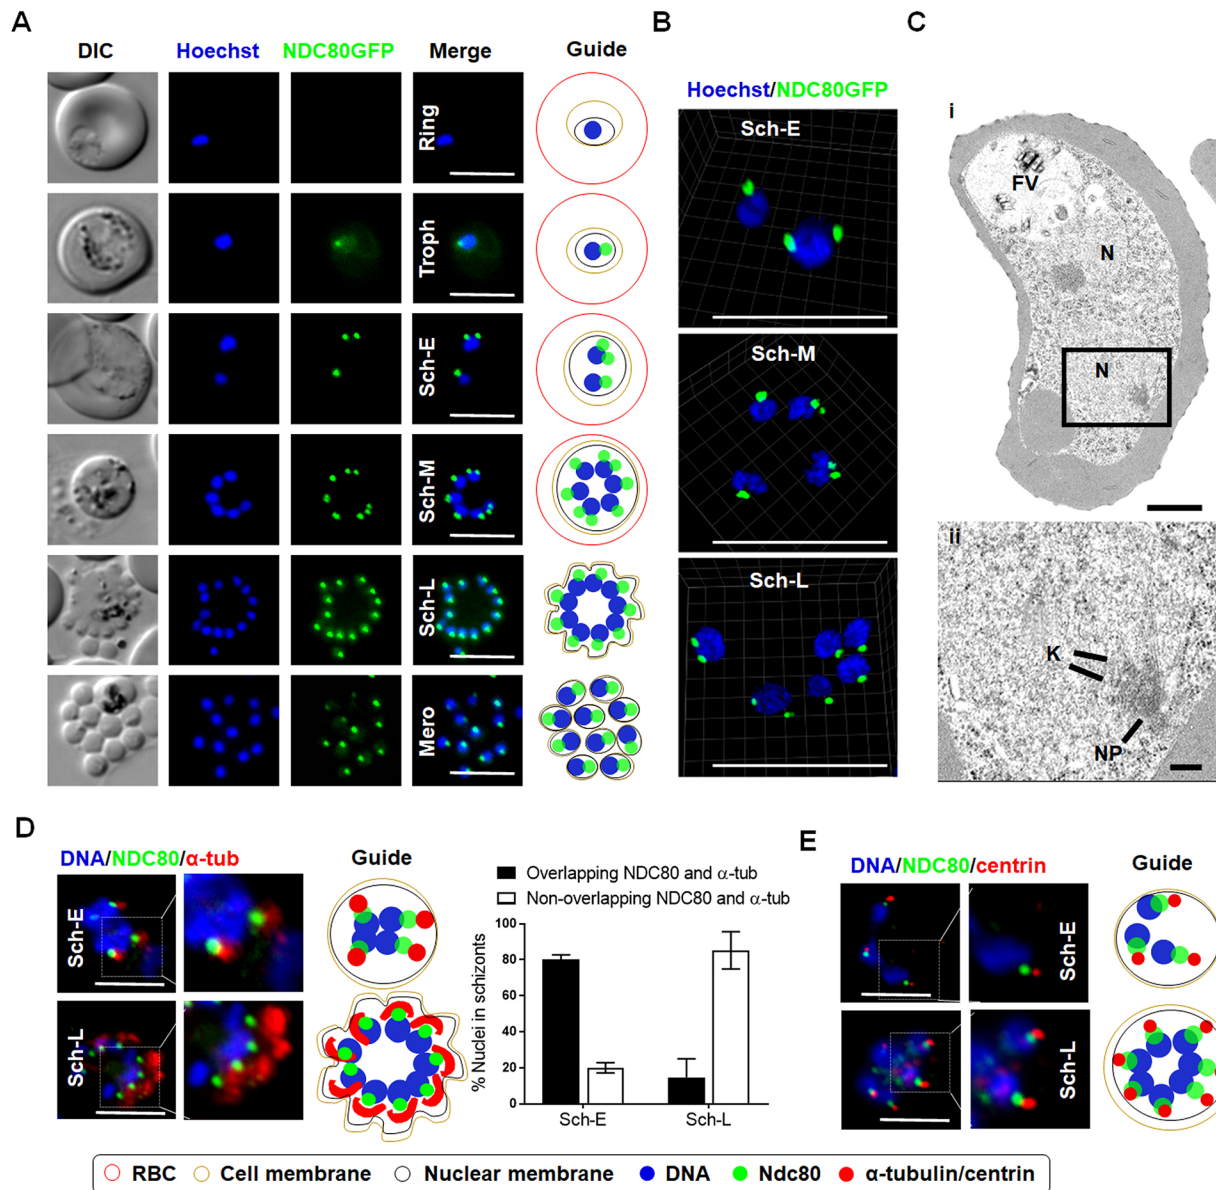 A
DIC Hoechst NDC80GFP Merge Guide
Ring
Troph
Sch-E
Sch-M
Sch-L
Mero
B
Hoechst/NDC80GFP
Sch-E
Sch-M
Sch-L
C
i
FV
N
N
ii
K
NP
D
DNA/NDC80/α-tub Guide
Sch-E
Sch-L
Overlapping NDC80 and α-tub
Non-overlapping NDC80 and α-tub
% Nuclei in schizonts
100
80
60
40
20
0
Sch-E Sch-L
E
DNA/NDC80/centrin Guide
Sch-E
Sch-L
RBC Cell membrane Nuclear membrane DNA Ndc80 α-tubulin/centrin